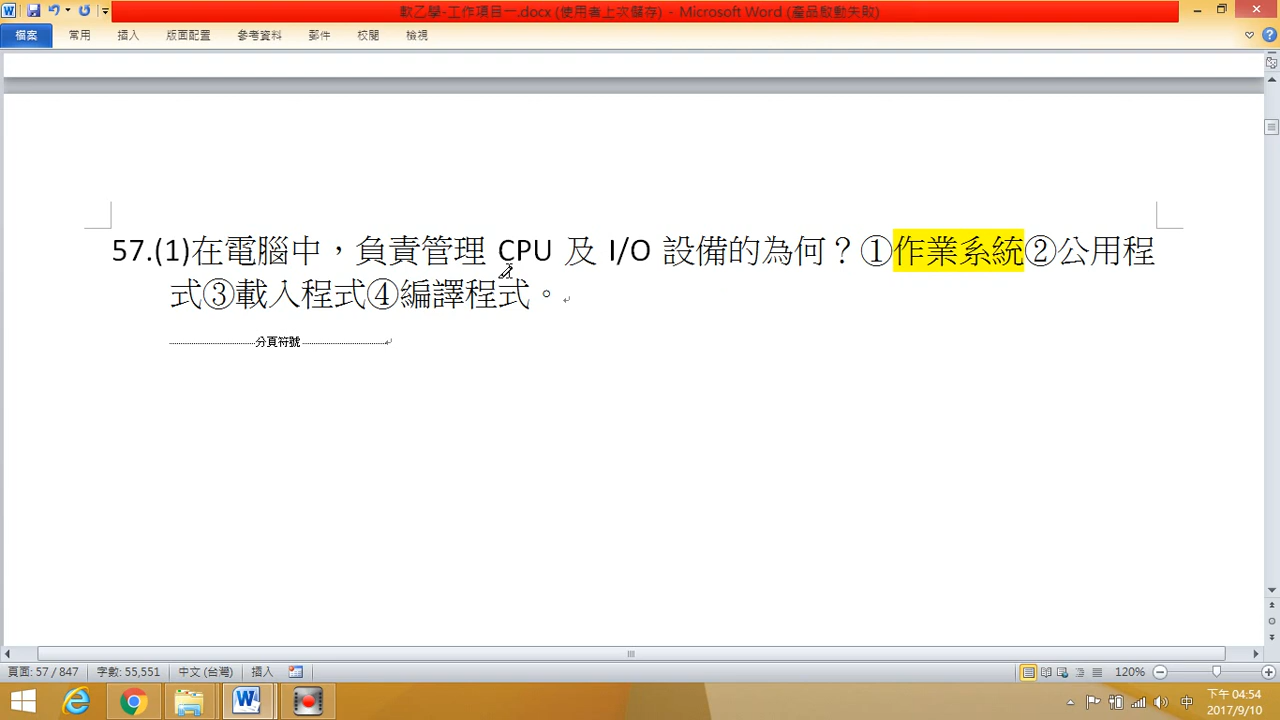 軟乙學-工作項目一.docx (使用者上次儲存) - Microsoft Word (產品啟動失敗)
檔案 常用 插入 版面配置 參考資料 郵件 校閱 檢視
57.(1)在電腦中，負責管理 CPU 及 I/O 設備的為何？①作業系統②公用程
式③載入程式④編譯程式。
分頁符號
頁面: 57 / 847 字數: 55,551 中文 (台灣) 插入 120%
中 下午 04:54
2017/9/10